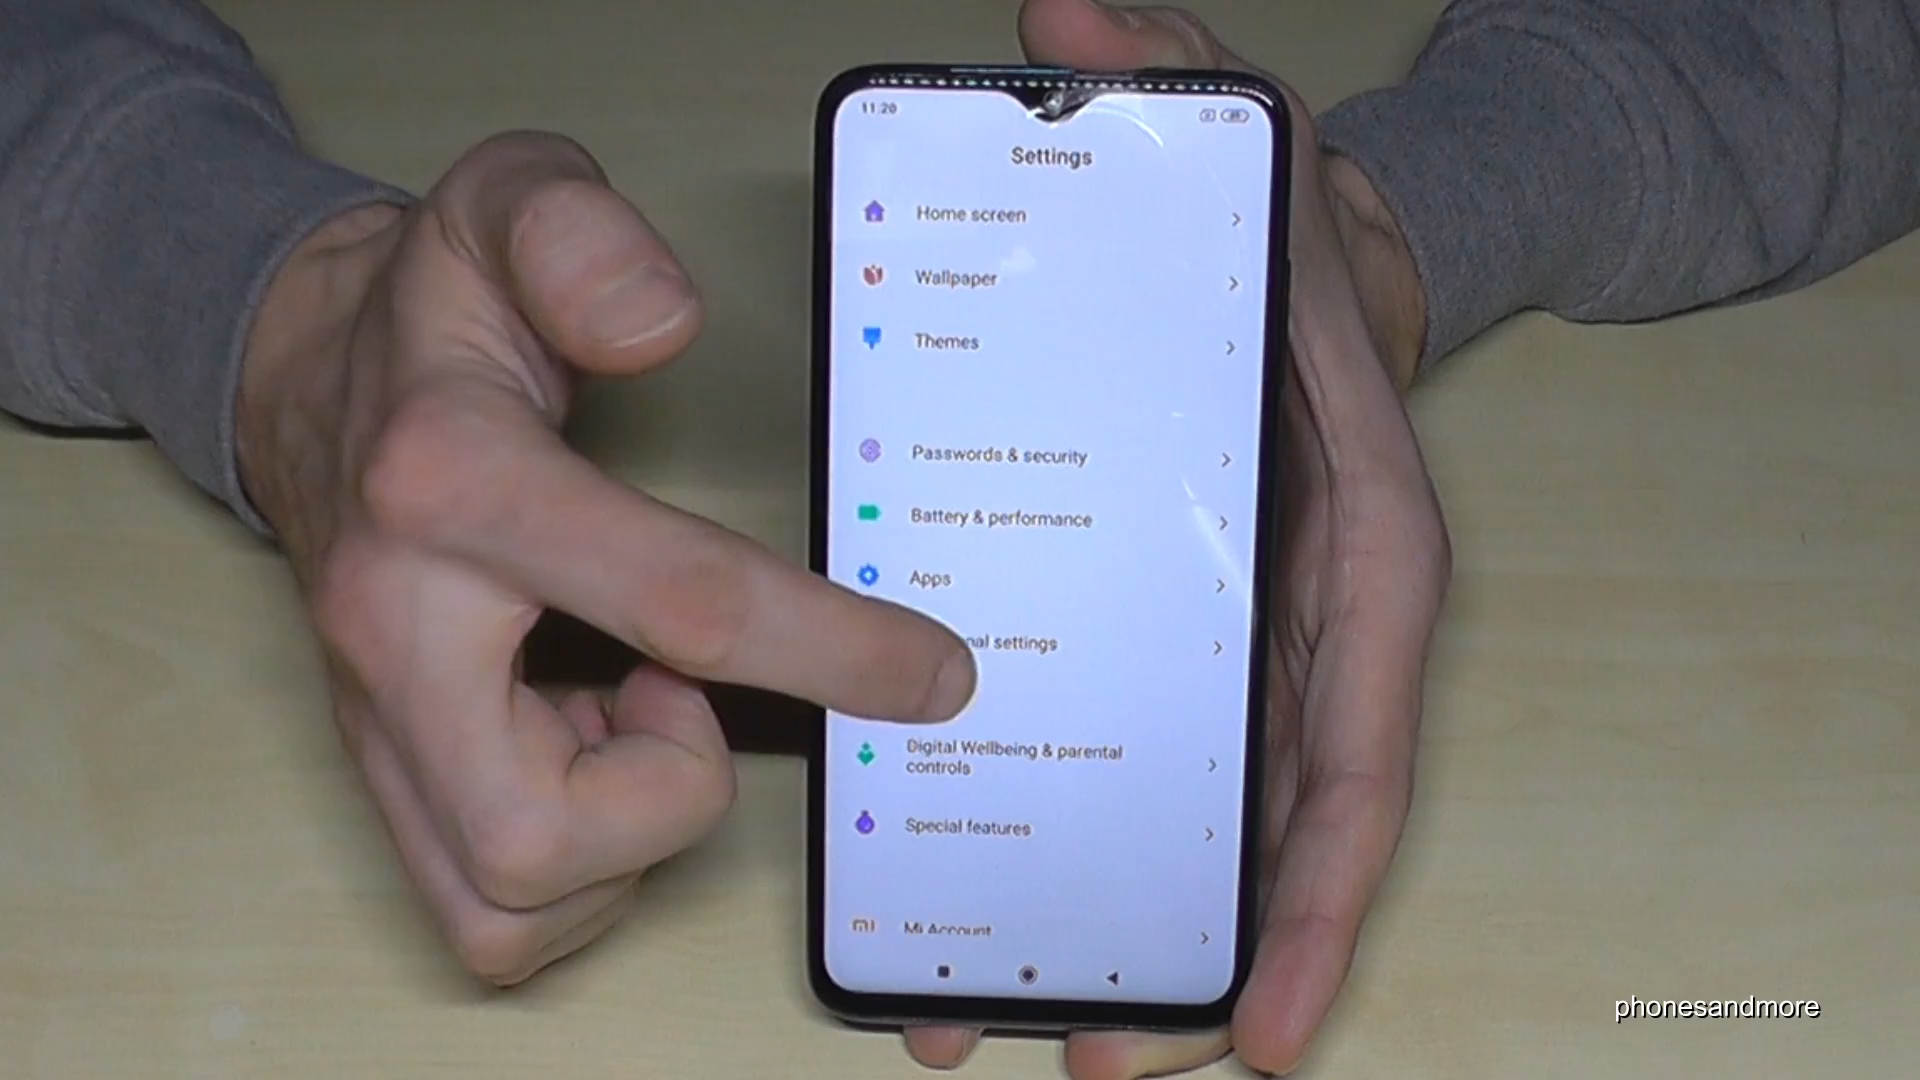 11:20
Settings
Home screen
Wallpaper
Themes
Passwords & security
Battery & performance
Apps
nal settings
Digital Wellbeing & parental
controls
Special features
Mi Account
phonesandmore